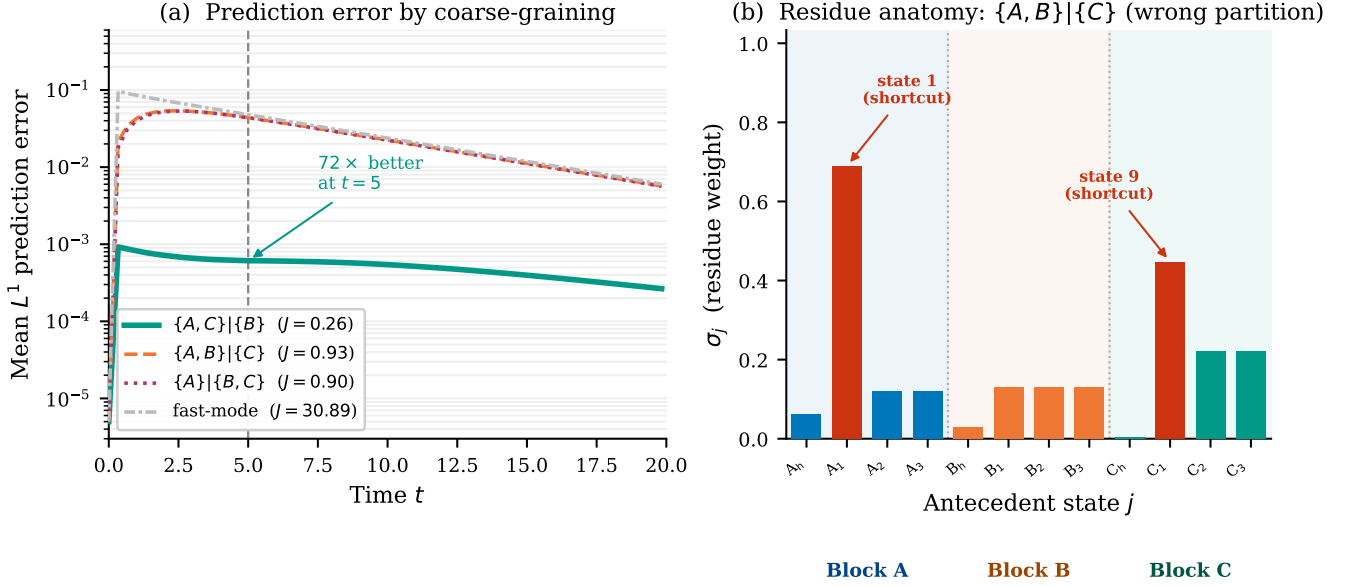 (a) Prediction error by coarse-graining
Mean L¹ prediction error
10⁻¹
10⁻²
10⁻³
10⁻⁴
10⁻⁵
72× better
at t = 5
{A, C}|{B} (J = 0.26)
{A, B}|{C} (J = 0.93)
{A}|{B, C} (J = 0.90)
fast-mode (J = 30.89)
0.0 2.5 5.0 7.5 10.0 12.5 15.0 17.5 20.0
Time t
(b) Residue anatomy: {A, B}|{C} (wrong partition)
σⱼ (residue weight)
1.0
0.8
0.6
0.4
0.2
0.0
state 1
(shortcut)
state 9
(shortcut)
Aₕ A₁ A₂ A₃ Bₕ B₁ B₂ B₃ Cₕ C₁ C₂ C₃
Antecedent state j
Block A Block B Block C